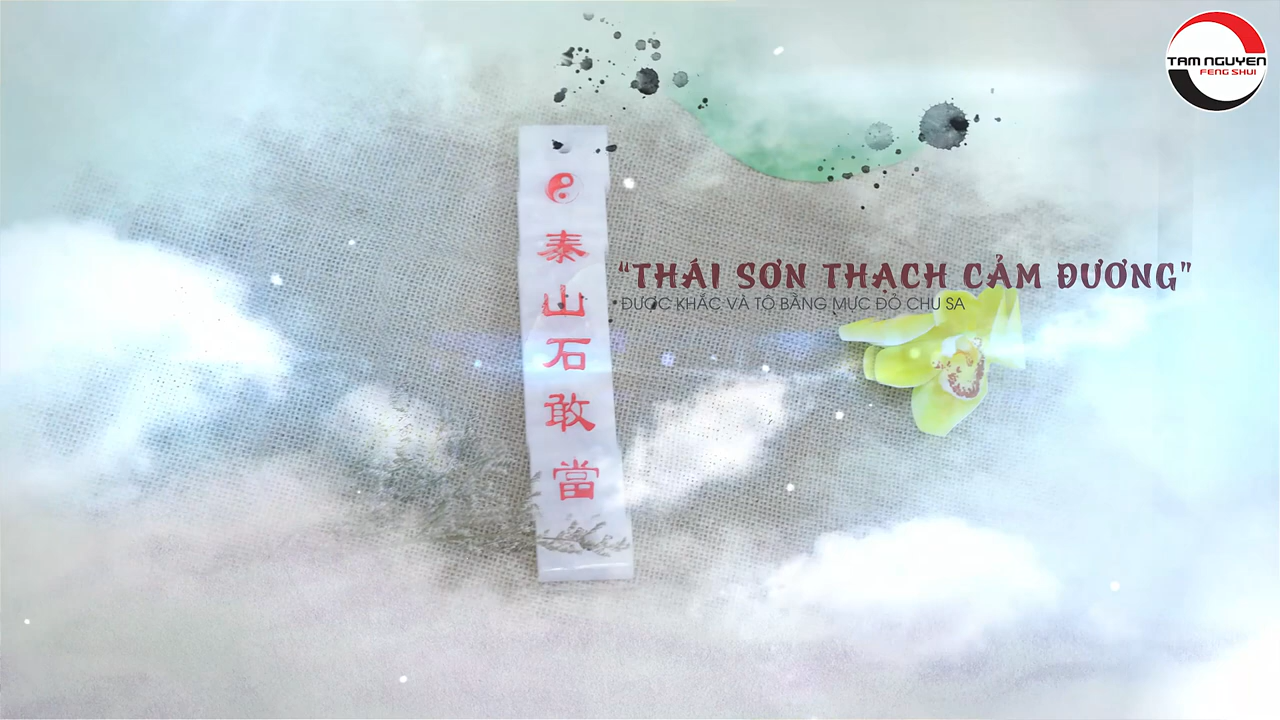 TAM NGUYEN
FENG SHUI
泰
山
石
敢
當
“THÁI SƠN THẠCH CẢM ĐƯƠNG”
ĐƯỢC KHẮC VÀ TÔ BẰNG MỰC ĐỎ CHU SA